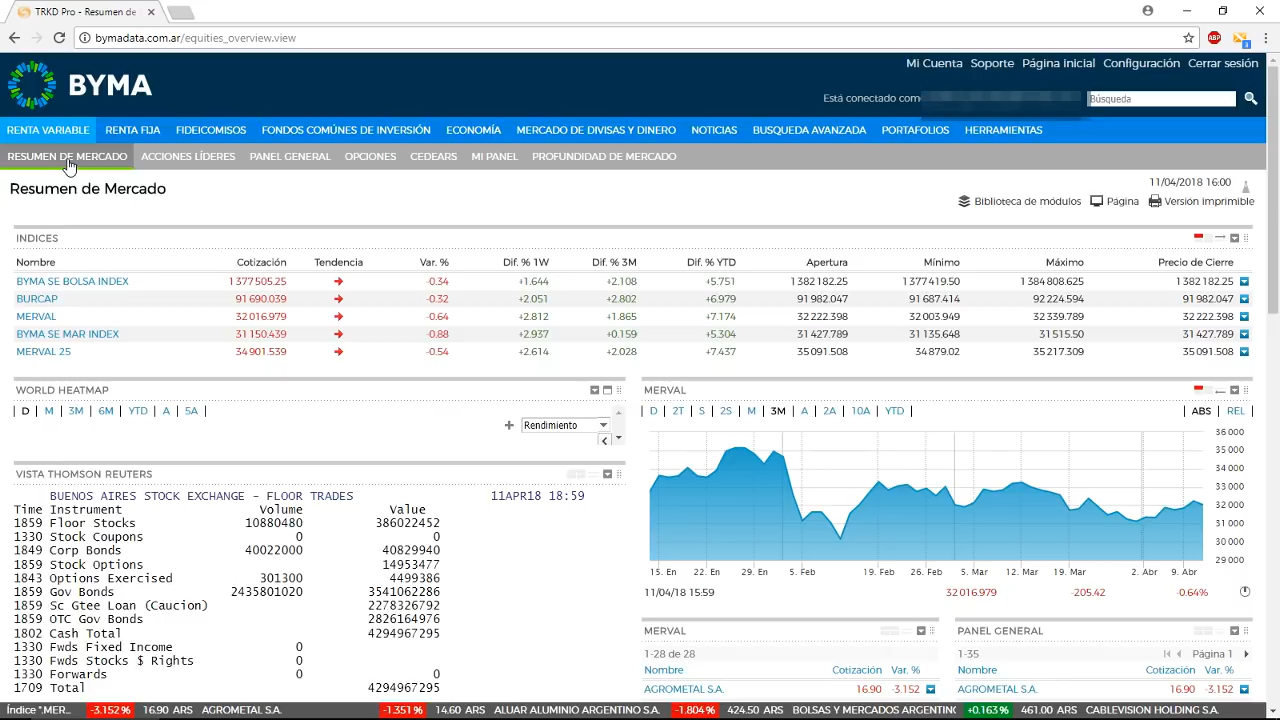 TRKD Pro - Resumen de
bymadata.com.ar/equities_overview.view
ABP
3
BYMA
Mi Cuenta Soporte Página Inicial Configuración Cerrar sesión
Está conectado com
Búsqueda
RENTA VARIABLE RENTA FIJA FIDEICOMISOS FONDOS COMÚNES DE INVERSIÓN ECONOMÍA MERCADO DE DIVISAS Y DINERO NOTICIAS BUSQUEDA AVANZADA PORTAFOLIOS HERRAMIENTAS
RESUMEN DE MERCADO ACCIONES LÍDERES PANEL GENERAL OPCIONES CEDEARS MI PANEL PROFUNDIDAD DE MERCADO
Resumen de Mercado
11/04/2018 16:00
Biblioteca de módulos Página Versión imprimible
INDICES
Nombre Cotización Tendencia Var. % Dif. % 1W Dif. % 3M Dif. % YTD Apertura Mínimo Máximo Precio de Cierre
BYMA SE BOLSA INDEX 1 377 505.25 -0.34 +1.644 +2.108 +5.751 1 382 182.25 1 377 419.50 1 384 808.625 1 382 182.25
BURCAP 91 690.039 -0.32 +2.051 +2.802 +6.979 91 982.047 91 687.414 92 224.594 91 982.047
MERVAL 32 016.979 -0.64 +2.812 +1.865 +7.174 32 222.398 32 003.949 32 339.789 32 222.398
BYMA SE MAR INDEX 31 150.439 -0.88 +2.937 +0.159 +5.304 31 427.789 31 135.648 31 515.50 31 427.789
MERVAL 25 34 901.539 -0.54 +2.614 +2.028 +7.437 35 091.508 34 879.02 35 217.309 35 091.508
WORLD HEATMAP
D M 3M 6M YTD A 5A
Rendimiento
VISTA THOMSON REUTERS
BUENOS AIRES STOCK EXCHANGE - FLOOR TRADES 11APR18 18:59
Time Instrument Volume Value
1859 Floor Stocks 10880480 386022452
1330 Stock Coupons 0 0
1849 Corp Bonds 40022000 40829940
1859 Stock Options 14953477
1843 Options Exercised 301300 4499386
1859 Gov Bonds 2435801020 3541062286
1859 Sc Gtee Loan (Caucion) 2278326792
1859 OTC Gov Bonds 2826164976
1802 Cash Total 4294967295
1330 Fwds Fixed Income 0
1330 Fwds Stocks $ Rights 0
1330 Forwards 0 0
1709 Total 4294967295
MERVAL
D 2T S 2S M 3M A 2A 10A YTD ABS REL
36 000
35 000
34 000
33 000
32 000
31 000
30 000
29 000
15. En 22. En 29. En 5. Feb 19. Feb 26. Feb 5. Mar 12. Mar 19. Mar 2. Abr 9. Abr
11/04/18 15:59 32 016.979 -205.42 -0.64%
MERVAL
1-28 de 28
Nombre Cotización Var. %
AGROMETAL S.A. 16.90 -3.152
PANEL GENERAL
1-35 Página 1
Nombre Cotización Var. %
AGROMETAL S.A. 16.90 -3.152
Índice ".MER... -3.152 % 16.90 ARS AGROMETAL S.A. -1.351 % 14.60 ARS ALUAR ALUMINIO ARGENTINO S.A. -1.804 % 424.50 ARS BOLSAS Y MERCADOS ARGENTIN +0.163 % 461.00 ARS CABLEVISION HOLDING S.A.